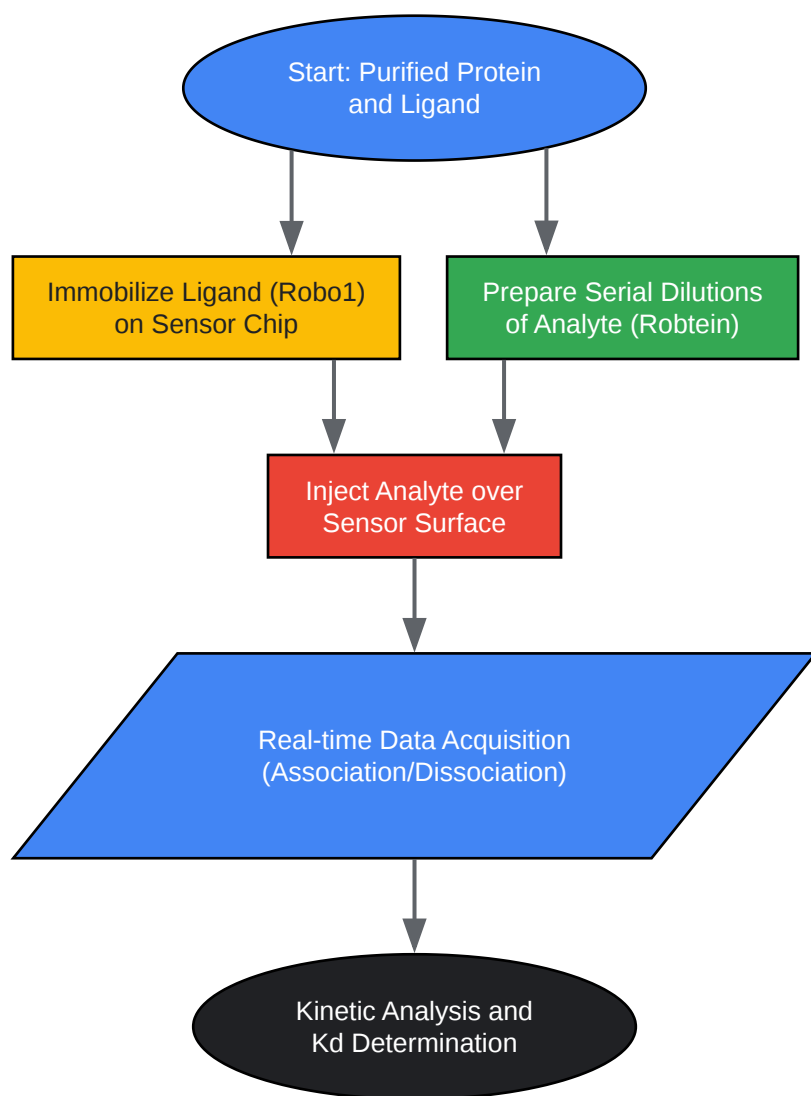 Start: Purified Protein
and Ligand
Immobilize Ligand (Robo1)
on Sensor Chip
Prepare Serial Dilutions
of Analyte (Robtein)
Inject Analyte over
Sensor Surface
Real-time Data Acquisition
(Association/Dissociation)
Kinetic Analysis and
Kd Determination